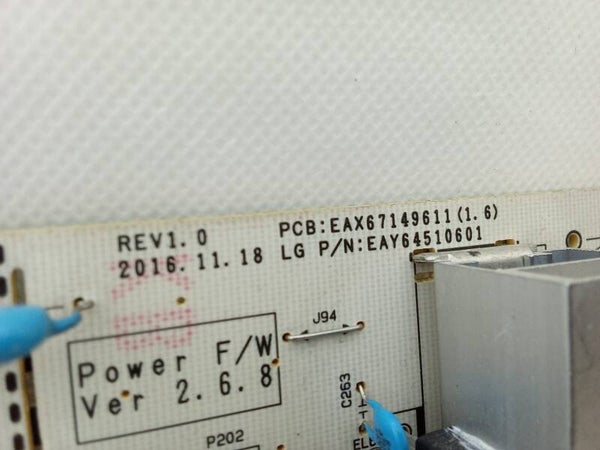 REV1.0 PCB:EAX67149611(1.6)
2016.11.18 LG P/N:EAY64510601
J94
Power F/W
Ver 2.6.8
C263
P202